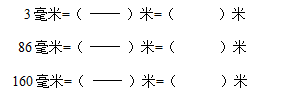 3毫米=（ —— ）米=（      ）米
86毫米=（ —— ）米=（      ）米
160毫米=（ —— ）米=（      ）米